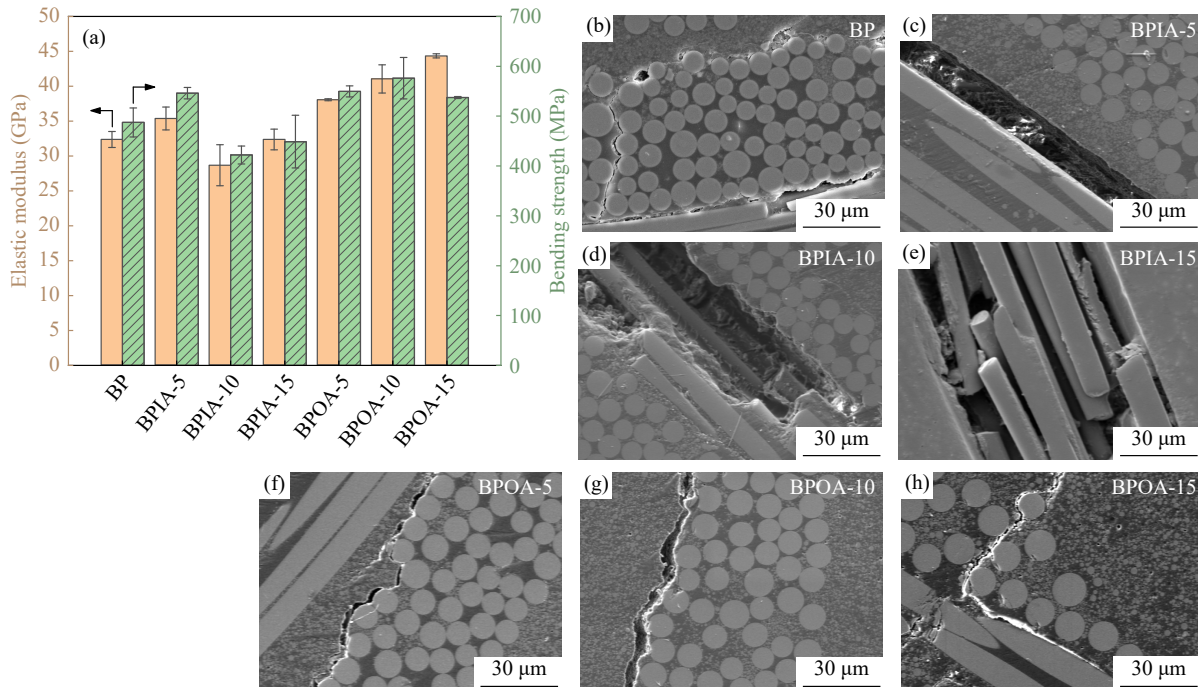 (a)
Elastic modulus (GPa)
50
45
40
35
30
25
20
15
10
5
0
Bending strength (MPa)
700
600
500
400
300
200
100
0
BP
BPIA-5
BPIA-10
BPIA-15
BPOA-5
BPOA-10
BPOA-15
(b) BP
30 μm
(c) BPIA-5
30 μm
(d) BPIA-10
30 μm
(e) BPIA-15
30 μm
(f) BPOA-5
30 μm
(g) BPOA-10
30 μm
(h) BPOA-15
30 μm